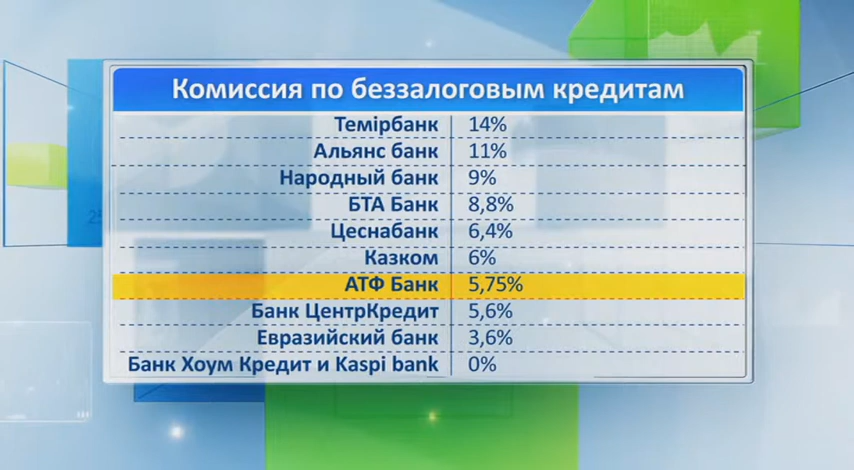 Комиссия по беззалоговым кредитам
Темірбанк 14%
Альянс банк 11%
Народный банк 9%
БТА Банк 8,8%
Цеснабанк 6,4%
Казком 6%
АТФ Банк 5,75%
Банк ЦентрКредит 5,6%
Евразийский банк 3,6%
Банк Хоум Кредит и Kaspi bank 0%